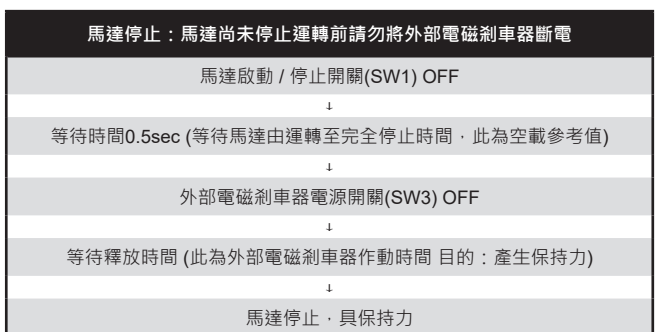 馬達停止：馬達尚未停止運轉前請勿將外部電磁剎車器斷電
馬達啟動 / 停止開關(SW1) OFF
↓
等待時間0.5sec (等待馬達由運轉至完全停止時間，此為空載參考值)
↓
外部電磁剎車器電源開關(SW3) OFF
↓
等待釋放時間 (此為外部電磁剎車器作動時間 目的：產生保持力)
↓
馬達停止，具保持力